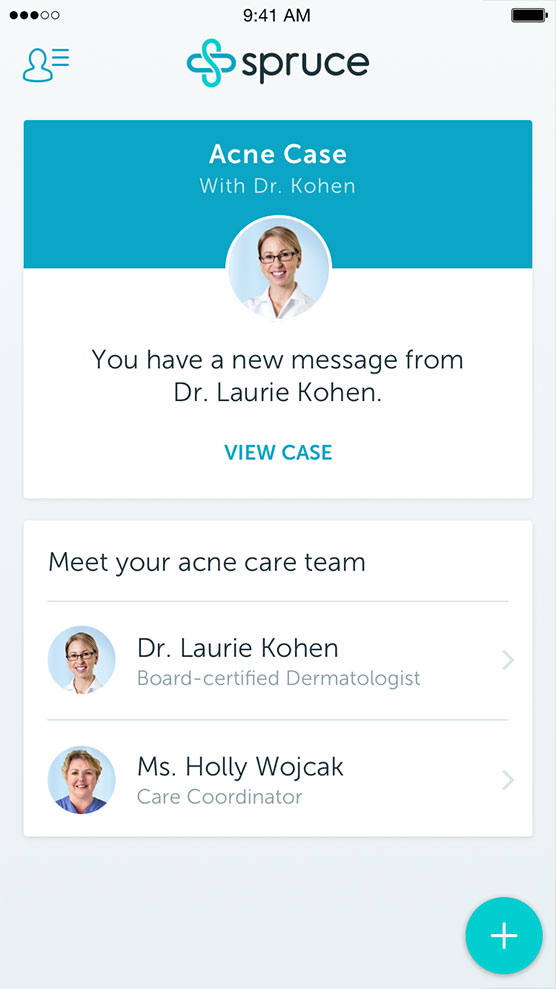 9:41 AM
spruce
Acne Case
With Dr. Kohen
You have a new message from
Dr. Laurie Kohen.
VIEW CASE
Meet your acne care team
Dr. Laurie Kohen
Board-certified Dermatologist
Ms. Holly Wojcak
Care Coordinator